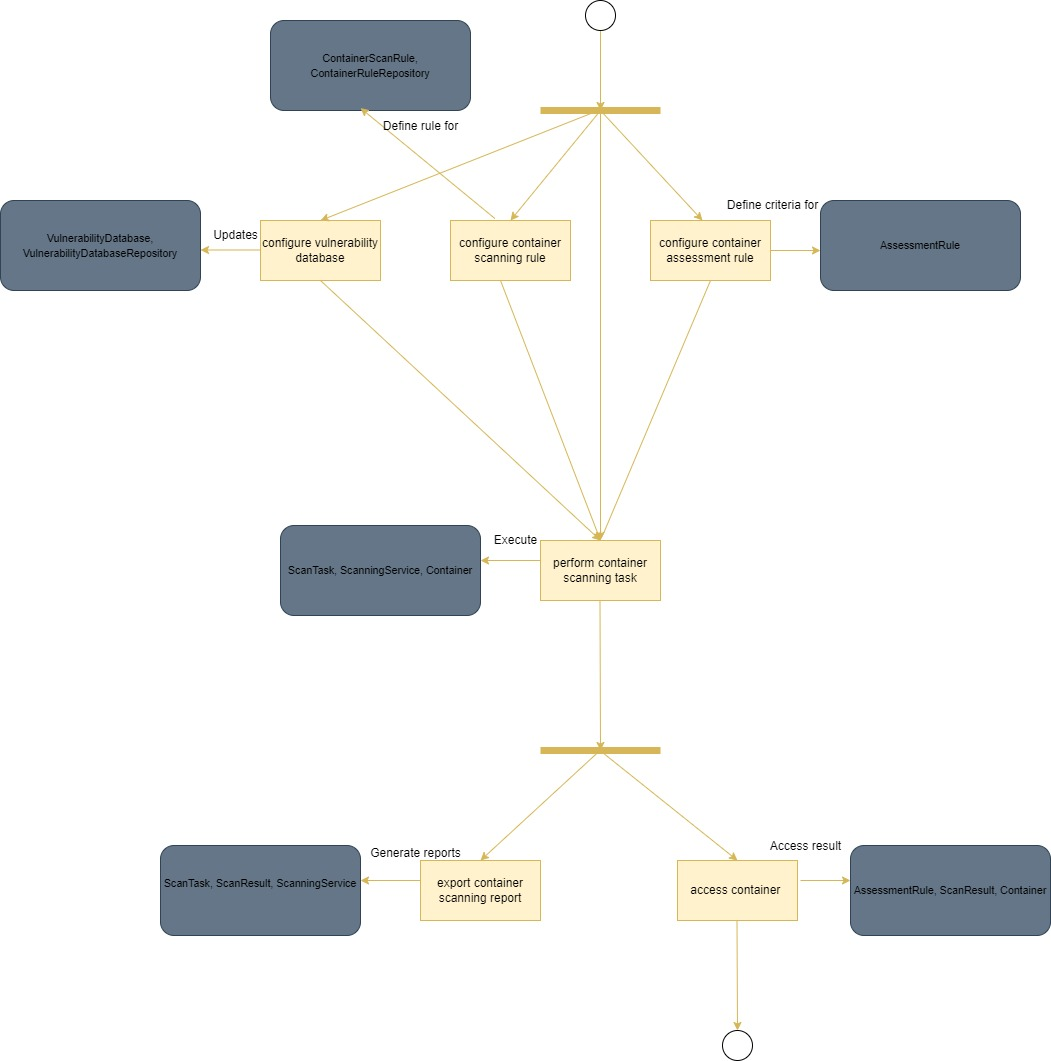 ContainerScanRule,
ContainerRuleRepository
Define rule for
Define criteria for
VulnerabilityDatabase,
VulnerabilityDatabaseRepository
Updates
configure vulnerability
database
configure container
scanning rule
configure container
assessment rule
AssessmentRule
Execute
ScanTask, ScanningService, Container
perform container
scanning task
Generate reports
Access result
ScanTask, ScanResult, ScanningService
export container
scanning report
access container
AssessmentRule, ScanResult, Container